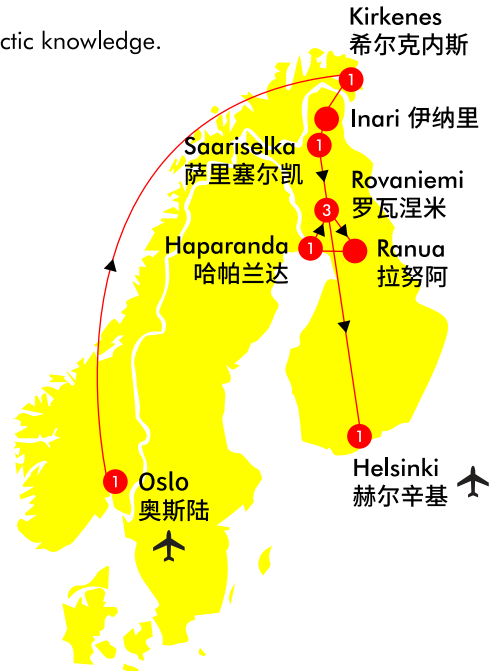 Kirkenes
希尔克内斯
ctic knowledge.
1
Inari 伊纳里
Saariselka
1
萨里塞尔凯
Rovaniemi
3
罗瓦涅米
Haparanda
1
Ranua
哈帕兰达
拉努阿
1
Helsinki
赫尔辛基
1
Oslo
奥斯陆